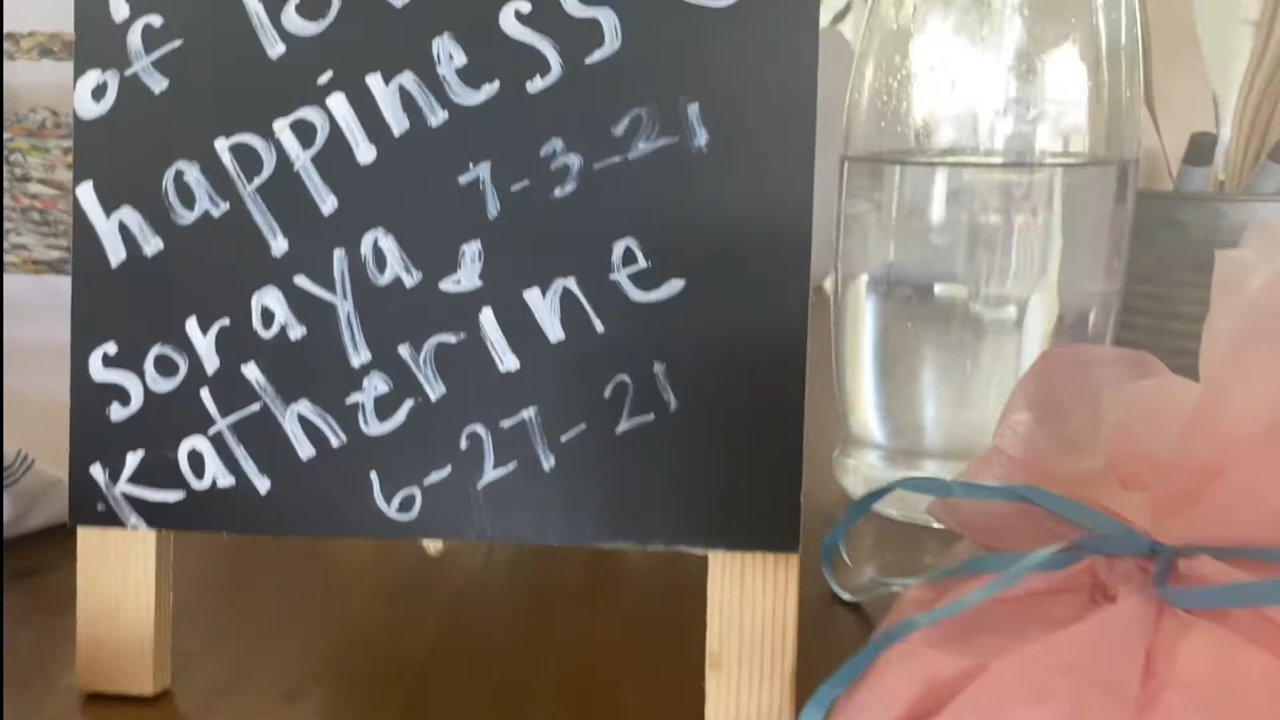 of
happiness
7-3-21
soraya &
Katherine
6-27-21